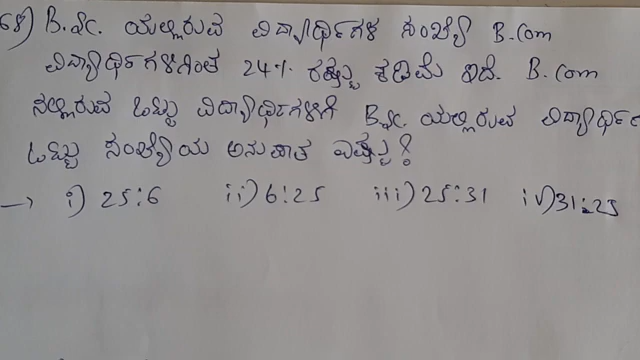 68) B.Sc. ಯಲ್ಲಿರುವ ವಿದ್ಯಾರ್ಥಿಗಳ ಸಂಖ್ಯೆ B.Com
ವಿದ್ಯಾರ್ಥಿಗಳಿಗಿಂತ 24% ರಷ್ಟು ಕಡಿಮೆ ಇದೆ. B.Com
ನಲ್ಲಿರುವ ಒಟ್ಟು ವಿದ್ಯಾರ್ಥಿಗಳಿಗೆ B.Sc. ಯಲ್ಲಿರುವ
ಒಟ್ಟು ಸಂಖ್ಯೆಯ ಅನುಪಾತ ಎಷ್ಟು?
→ i) 25:6 ii) 6:25 iii) 25:31 iv) 31:25